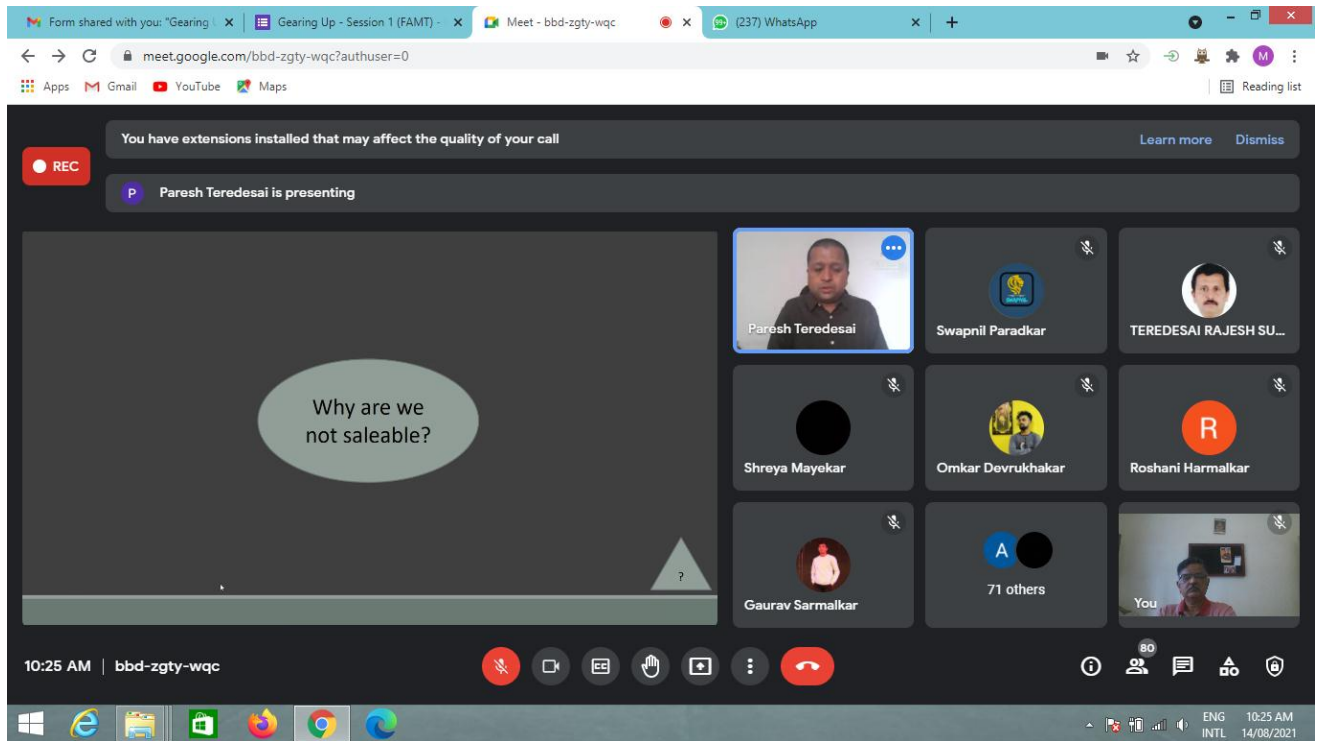 Form shared with you: "Gearing U
Gearing Up - Session 1 (FAMT) -
Meet - bbd-zgty-wqc
(237) WhatsApp
meet.google.com/bbd-zgty-wqc?authuser=0
M
Apps
Gmail
YouTube
Maps
Reading list
You have extensions installed that may affect the quality of your call
Learn more
Dismiss
REC
P
Paresh Teredesai is presenting
Why are we
not saleable?
?
Paresh Teredesai
Swapnil Paradkar
TEREDESAI RAJESH SU...
Shreya Mayekar
Omkar Devrukhakar
R
Roshani Harmalkar
Gaurav Sarmalkar
A
71 others
You
10:25 AM | bbd-zgty-wqc
CC
80
ENG
INTL
10:25 AM
14/08/2021